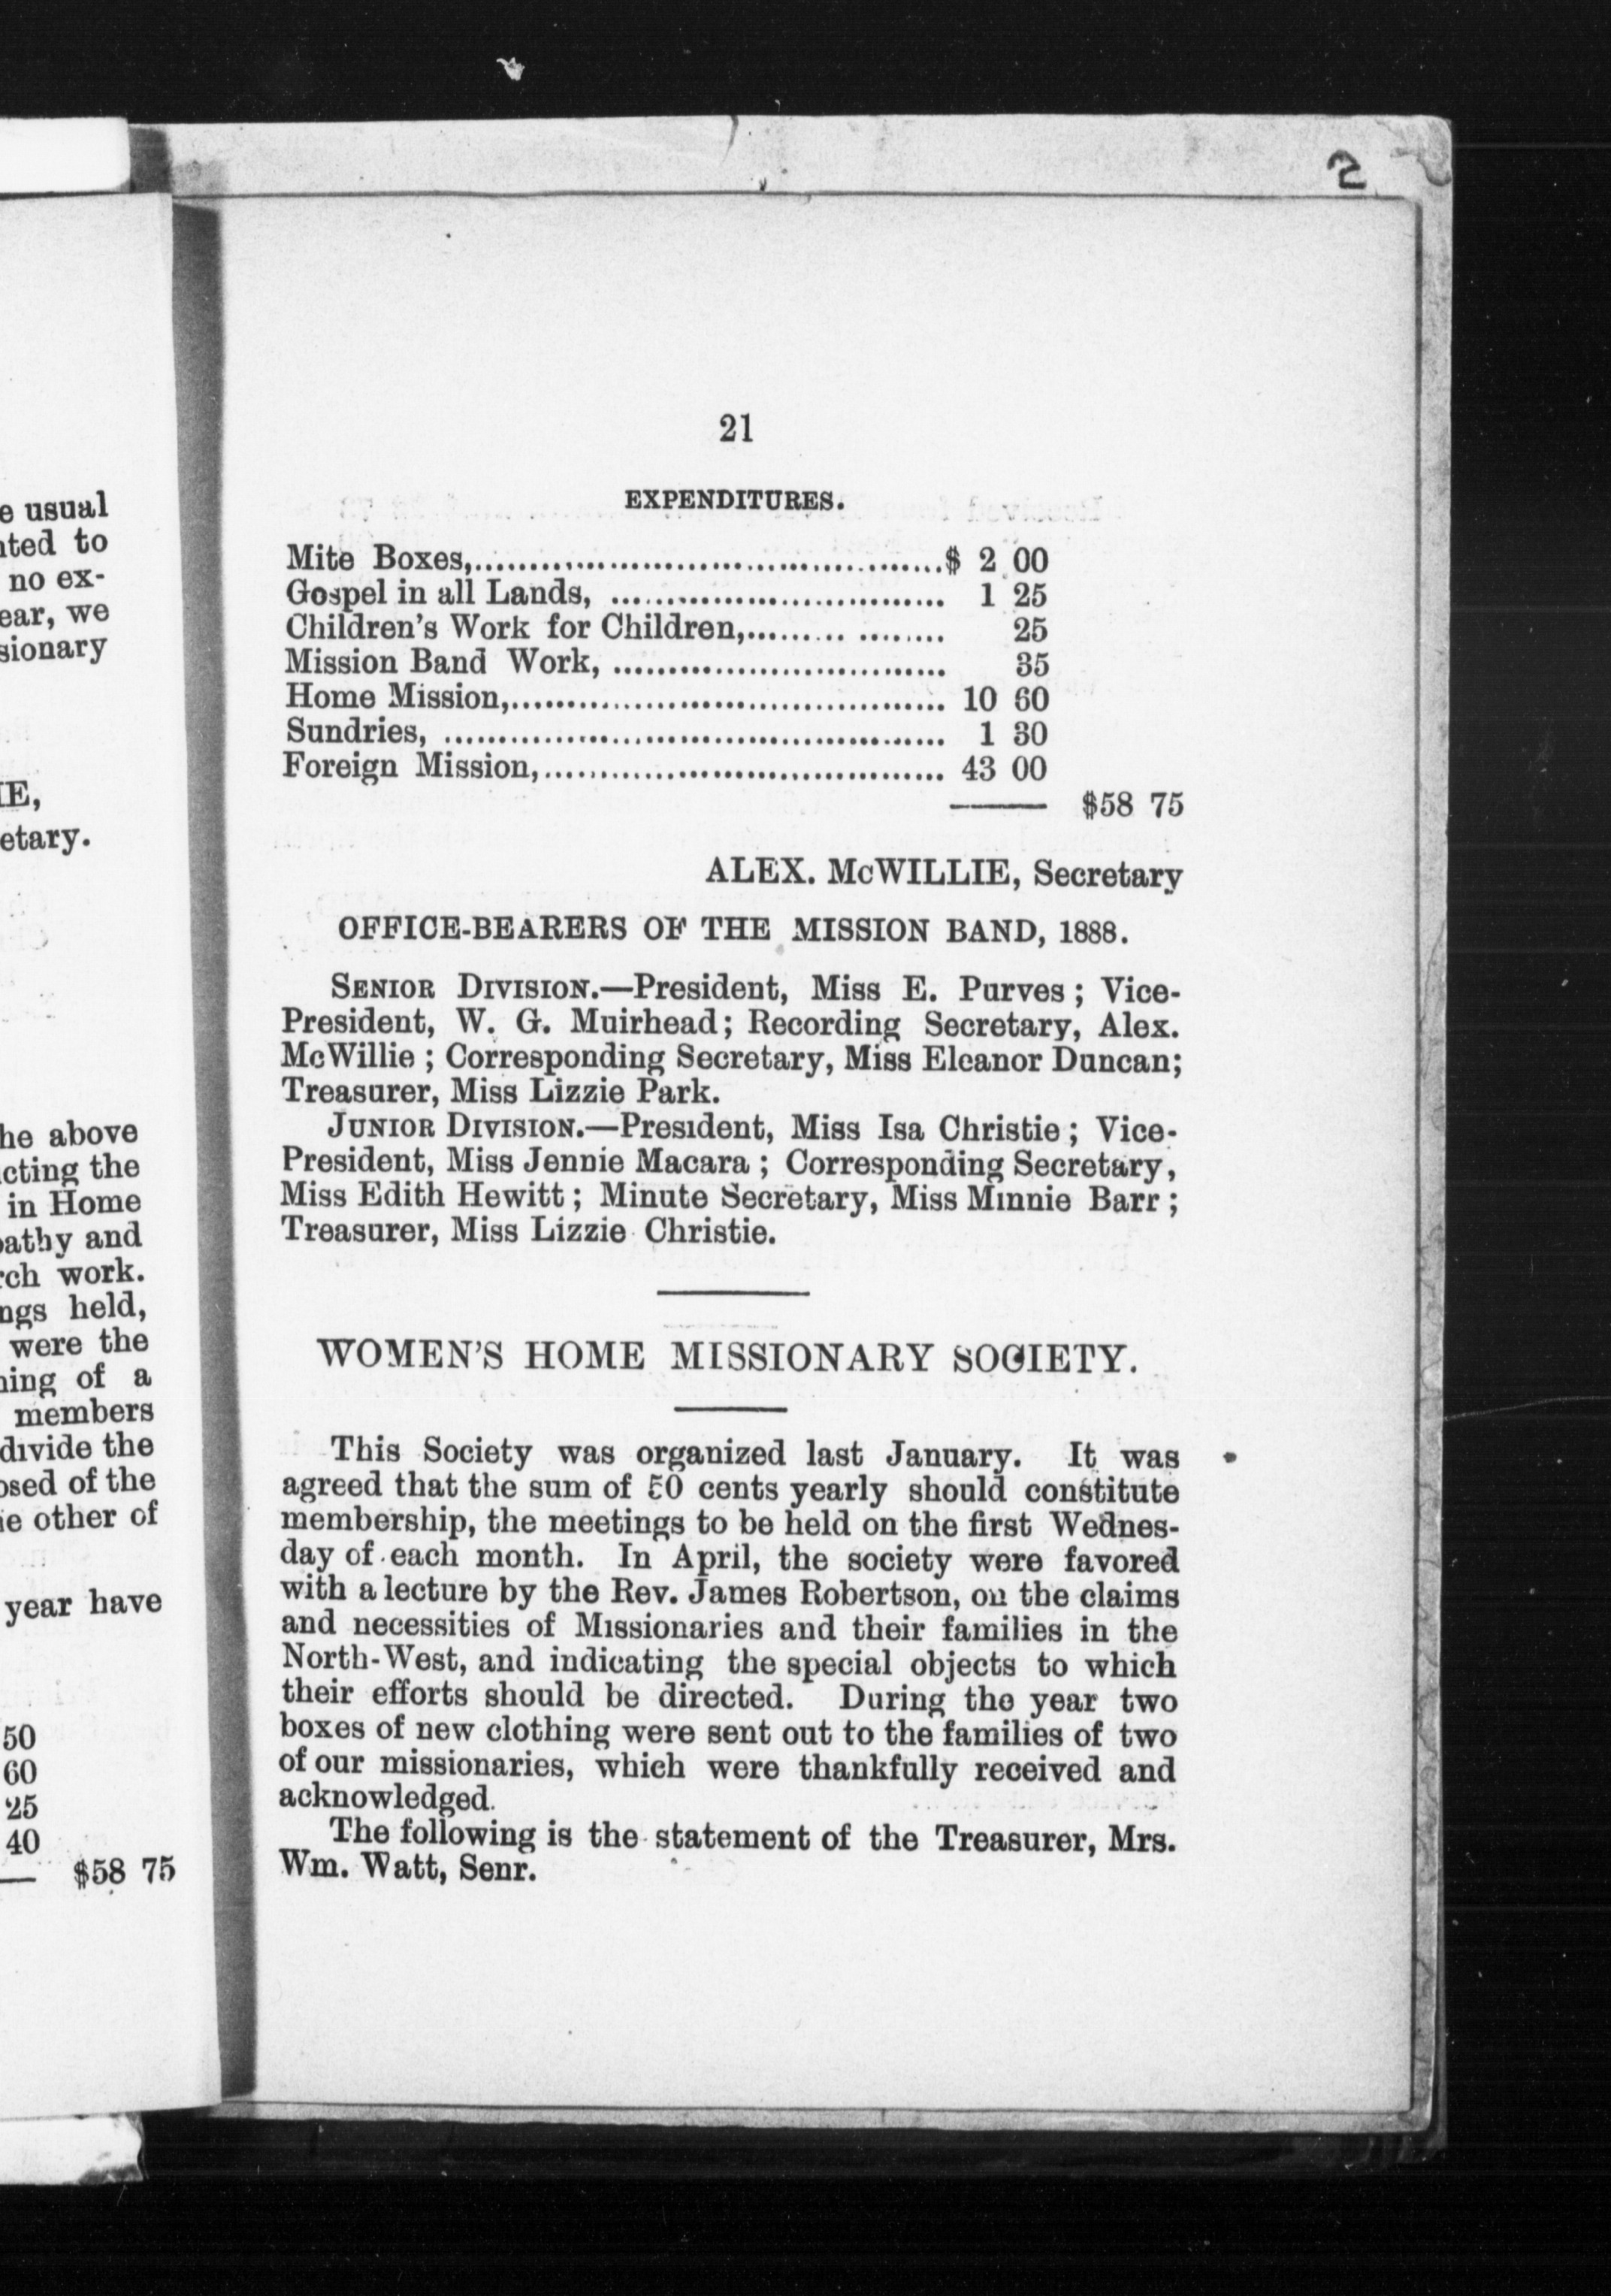 e usual
ted to
no ex-
ear, we
sionary
IE,
etary.
he above
cting the
in Home
pathy and
rch work.
ngs held,
were the
ning of a
members
divide the
osed of the
ie other of
year have
50
60
25
40
$58 75
2
21
EXPENDITURES.
Mite Boxes,..........................................$ 2 00
Gospel in all Lands, ............................... 1 25
Children's Work for Children,......... ........ 25
Mission Band Work, .............................. 35
Home Mission,....................................... 10 60
Sundries, ............................................. 1 30
Foreign Mission,.................................... 43 00
$58 75
ALEX. McWILLIE, Secretary
OFFICE-BEARERS OF THE MISSION BAND, 1888.
SENIOR DIVISION.—President, Miss E. Purves; Vice-
President, W. G. Muirhead; Recording Secretary, Alex.
McWillie; Corresponding Secretary, Miss Eleanor Duncan;
Treasurer, Miss Lizzie Park.
JUNIOR DIVISION.—President, Miss Isa Christie; Vice-
President, Miss Jennie Macara; Corresponding Secretary,
Miss Edith Hewitt; Minute Secretary, Miss Minnie Barr;
Treasurer, Miss Lizzie Christie.
WOMEN'S HOME MISSIONARY SOCIETY.
This Society was organized last January. It was
agreed that the sum of 50 cents yearly should constitute
membership, the meetings to be held on the first Wednes-
day of each month. In April, the society were favored
with a lecture by the Rev. James Robertson, on the claims
and necessities of Missionaries and their families in the
North-West, and indicating the special objects to which
their efforts should be directed. During the year two
boxes of new clothing were sent out to the families of two
of our missionaries, which were thankfully received and
acknowledged.
The following is the statement of the Treasurer, Mrs.
Wm. Watt, Senr.